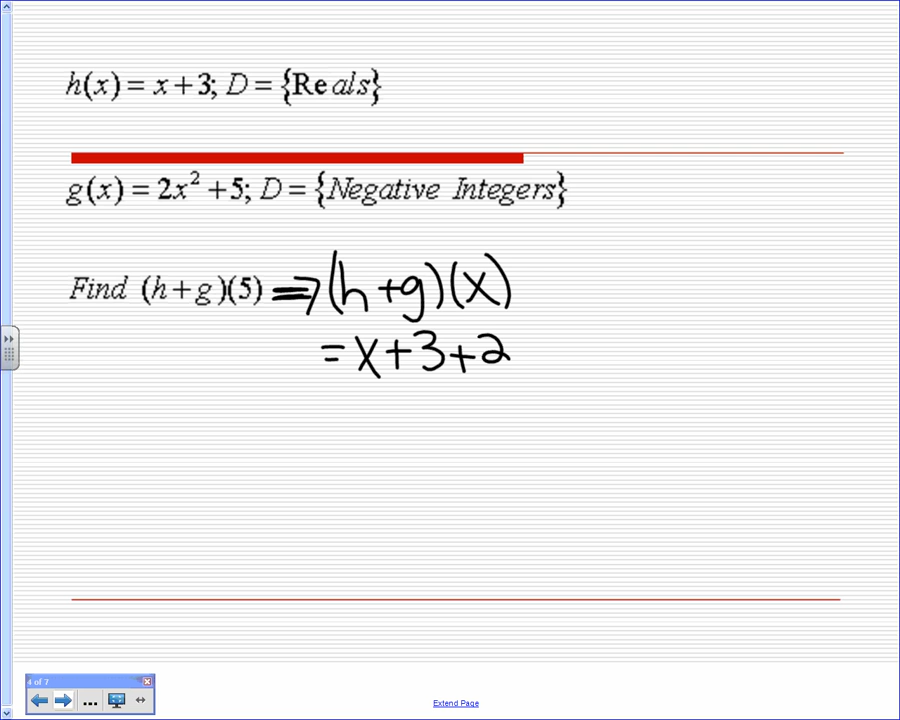 h(x) = x + 3; D = {Reals}
g(x) = 2x² + 5; D = {Negative Integers}
Find (h + g)(5) ⇒ (h+g)(x)
= x+3+2
4 of 7
...
Extend Page